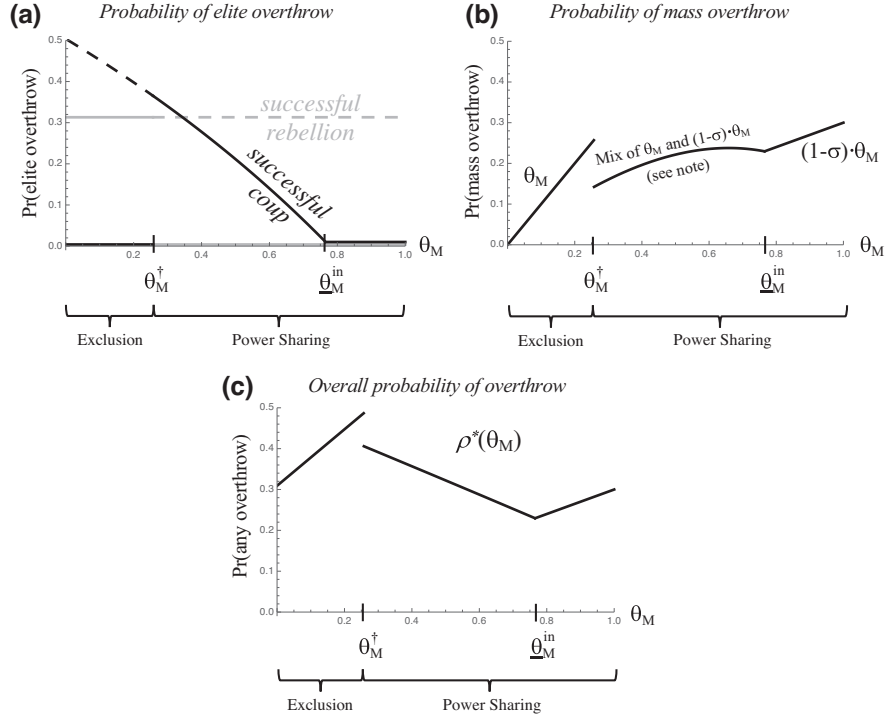 (a)
Probability of elite overthrow
Pr(elite overthrow)
0.5
0.4
0.3
0.2
0.1
0.0
successful
rebellion
successful
coup
0.2
0.4
0.6
0.8
1.0
θM
θM†
θMin
Exclusion
Power Sharing
(b)
Probability of mass overthrow
Pr(mass overthrow)
0.5
0.4
0.3
0.2
0.1
0.0
θM
Mix of θM and (1-σ)·θM
(see note)
(1-σ)·θM
0.2
0.4
0.6
0.8
1.0
θM
θM†
θMin
Exclusion
Power Sharing
(c)
Overall probability of overthrow
Pr(any overthrow)
0.5
0.4
0.3
0.2
0.1
0.0
ρ*(θM)
0.2
0.4
0.6
0.8
1.0
θM
θM†
θMin
Exclusion
Power Sharing